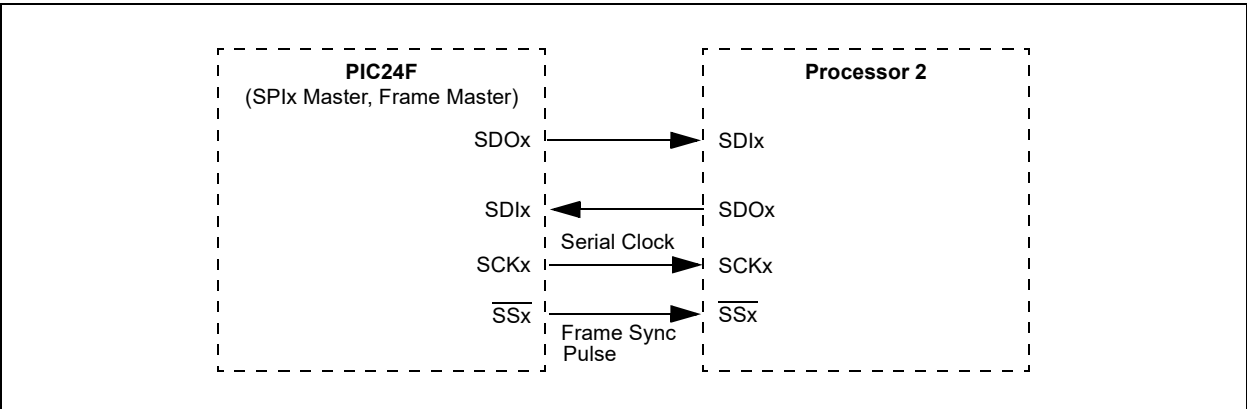 PIC24F
(SPIx Master, Frame Master)
Processor 2
SDOx
SDIx
SDIx
SDOx
Serial Clock
SCKx
SCKx
SSx
SSx
Frame Sync
Pulse